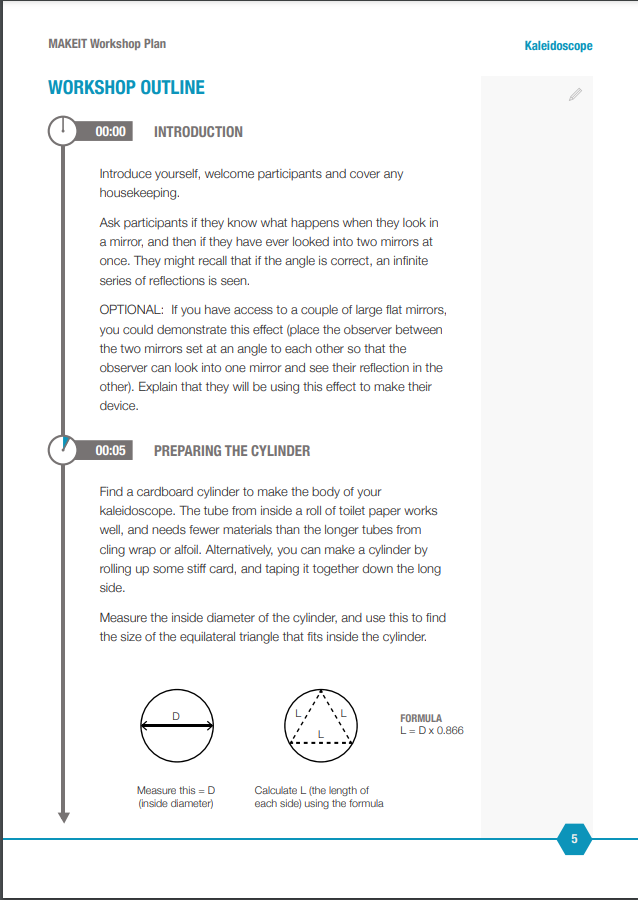 MAKEIT Workshop Plan
Kaleidoscope
WORKSHOP OUTLINE
00:00 INTRODUCTION
Introduce yourself, welcome participants and cover any
housekeeping.
Ask participants if they know what happens when they look in
a mirror, and then if they have ever looked into two mirrors at
once. They might recall that if the angle is correct, an infinite
series of reflections is seen.
OPTIONAL: If you have access to a couple of large flat mirrors,
you could demonstrate this effect (place the observer between
the two mirrors set at an angle to each other so that the
observer can look into one mirror and see their reflection in the
other). Explain that they will be using this effect to make their
device.
00:05 PREPARING THE CYLINDER
Find a cardboard cylinder to make the body of your
kaleidoscope. The tube from inside a roll of toilet paper works
well, and needs fewer materials than the longer tubes from
cling wrap or alfoil. Alternatively, you can make a cylinder by
rolling up some stiff card, and taping it together down the long
side.
Measure the inside diameter of the cylinder, and use this to find
the size of the equilateral triangle that fits inside the cylinder.
D
L L
L
FORMULA
L = D x 0.866
Measure this = D
(inside diameter)
Calculate L (the length of
each side) using the formula
5